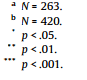 a N = 263.
b N = 420.
* p < .05.
** p < .01.
*** p < .001.